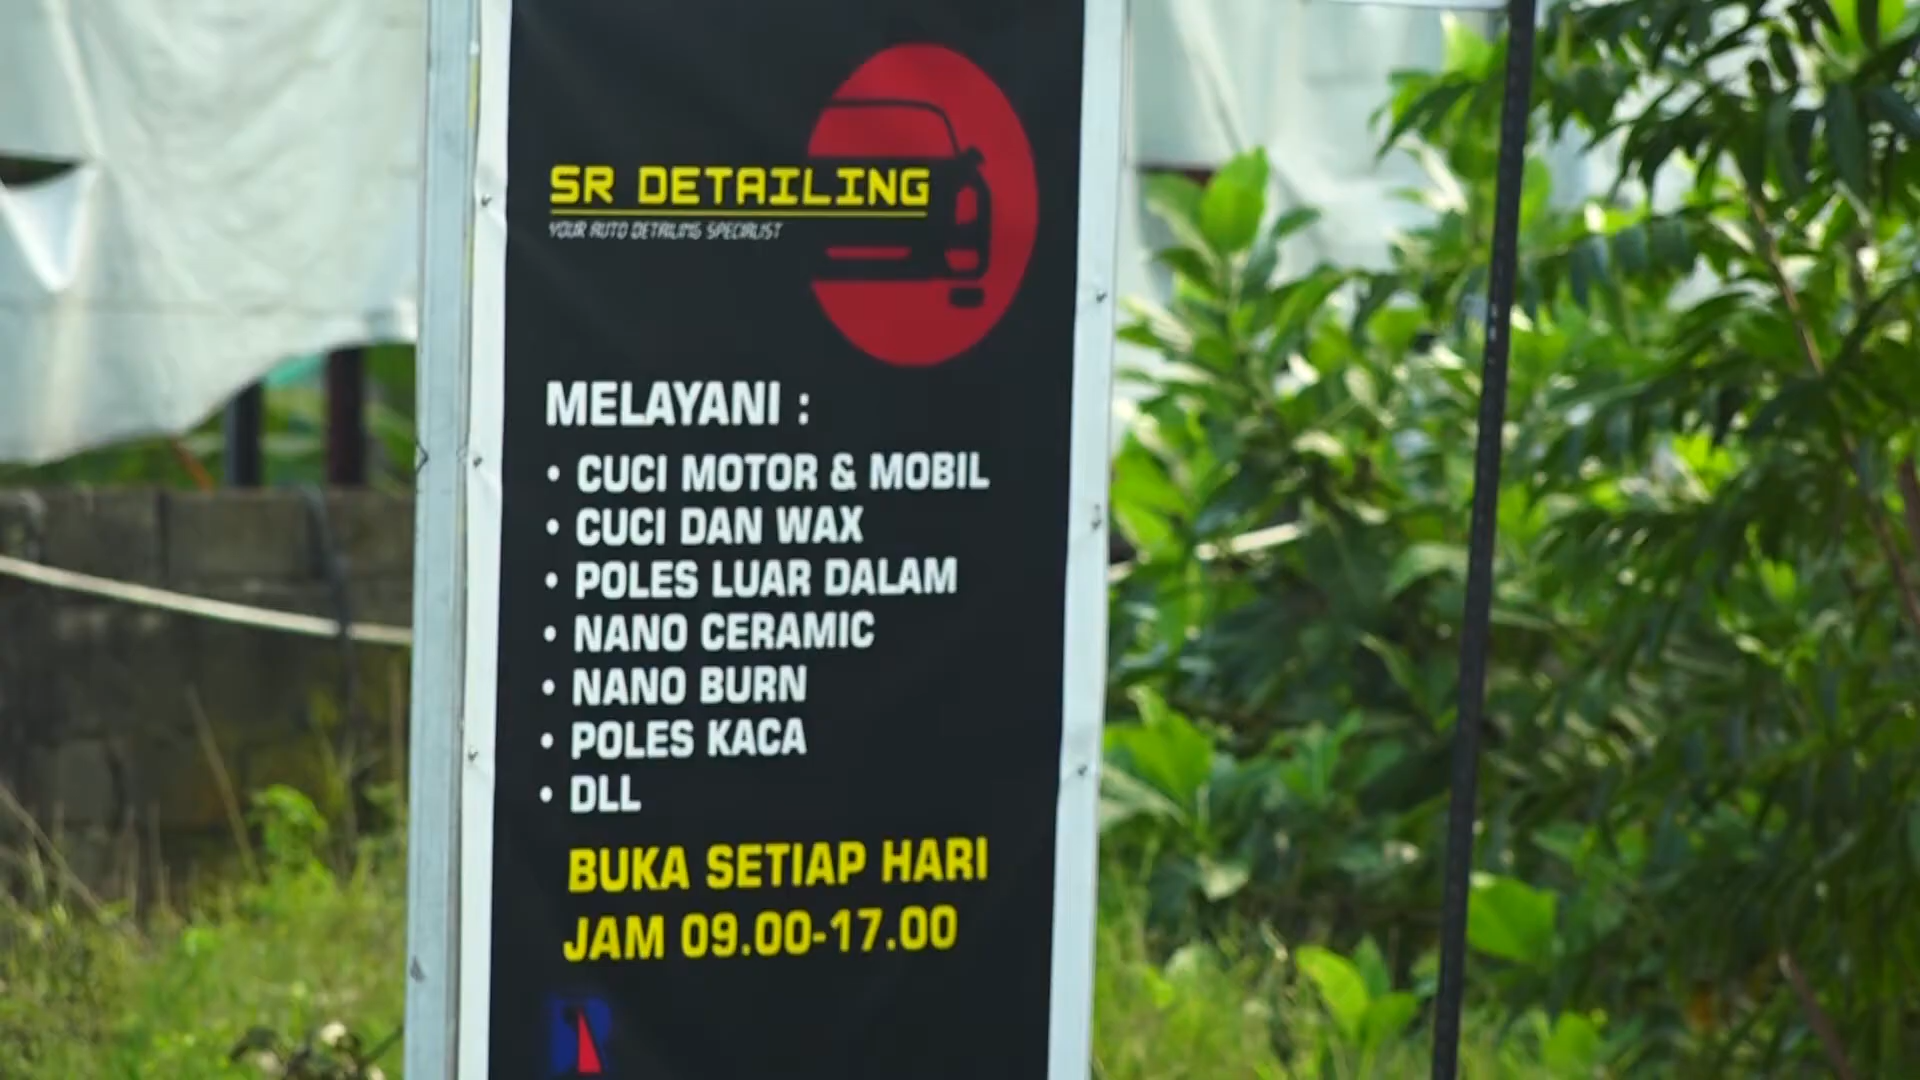 SR DETAILING
YOUR AUTO DETAILING SPECIALIST
MELAYANI :
• CUCI MOTOR & MOBIL
• CUCI DAN WAX
• POLES LUAR DALAM
• NANO CERAMIC
• NANO BURN
• POLES KACA
• DLL
BUKA SETIAP HARI
JAM 09.00-17.00